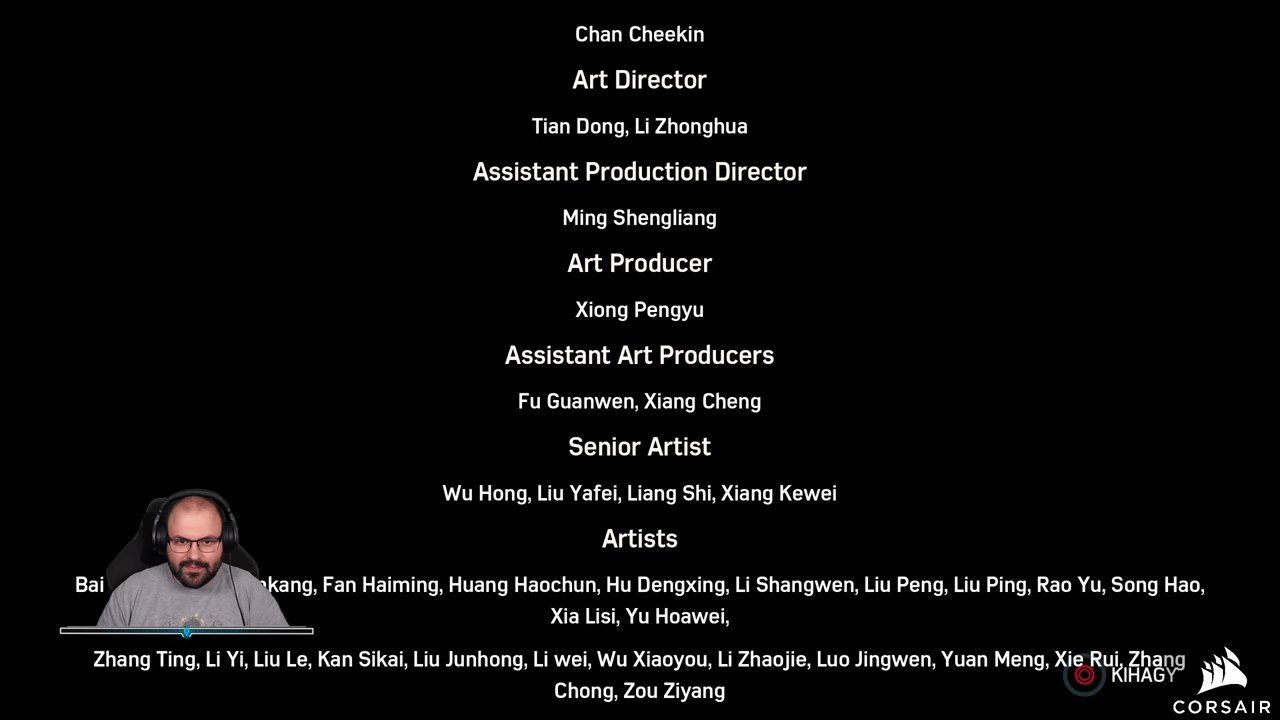 Chan Cheekin
Art Director
Tian Dong, Li Zhonghua
Assistant Production Director
Ming Shengliang
Art Producer
Xiong Pengyu
Assistant Art Producers
Fu Guanwen, Xiang Cheng
Senior Artist
Wu Hong, Liu Yafei, Liang Shi, Xiang Kewei
Artists
Bai kang, Fan Haiming, Huang Haochun, Hu Dengxing, Li Shangwen, Liu Peng, Liu Ping, Rao Yu, Song Hao,
Xia Lisi, Yu Hoawei,
Zhang Ting, Li Yi, Liu Le, Kan Sikai, Liu Junhong, Li wei, Wu Xiaoyou, Li Zhaojie, Luo Jingwen, Yuan Meng, Xie Rui, Zhang
Chong, Zou Ziyang
KIHAGY
CORSAIR